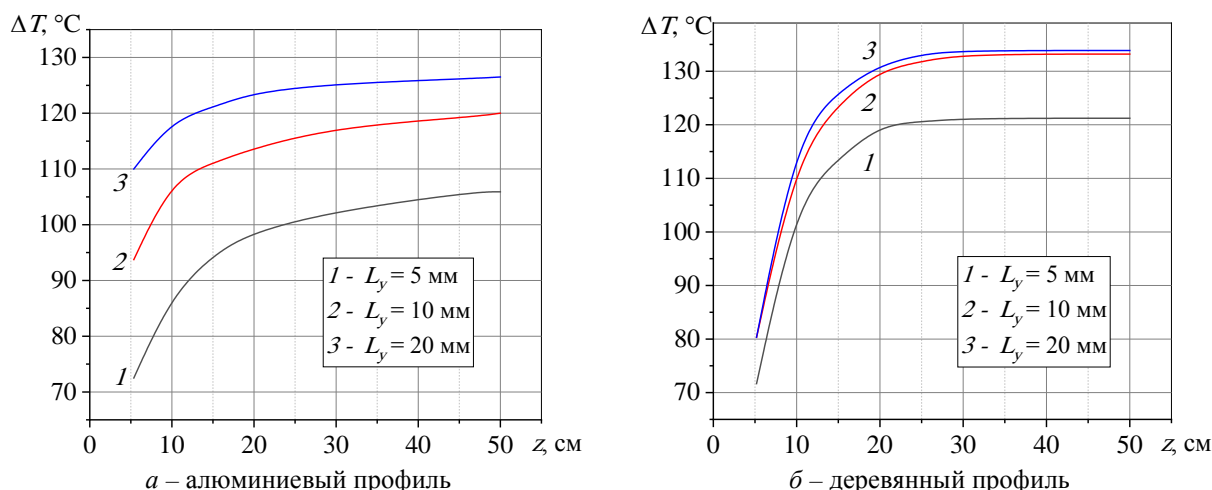 ΔT, °C
130
120
110
100
90
80
70
3
2
1
1 - L_y = 5 мм
2 - L_y = 10 мм
3 - L_y = 20 мм
0 10 20 30 40 50 z, см
а – алюминиевый профиль
ΔT, °C
130
120
110
100
90
80
70
3
2
1
1 - L_y = 5 мм
2 - L_y = 10 мм
3 - L_y = 20 мм
0 10 20 30 40 50 z, см
б – деревянный профиль